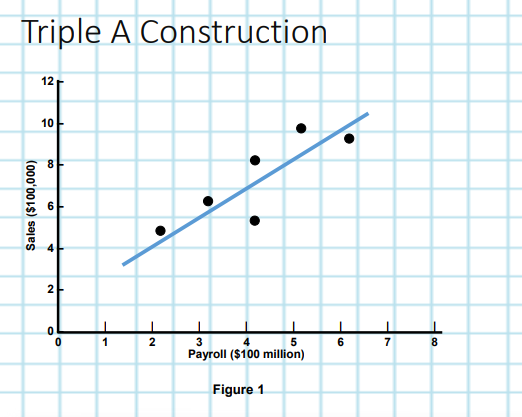 Triple A Construction
12
10
8
6
4
2
0
Sales ($100,000)
0 1 2 3 4 5 6 7 8
Payroll ($100 million)
Figure 1